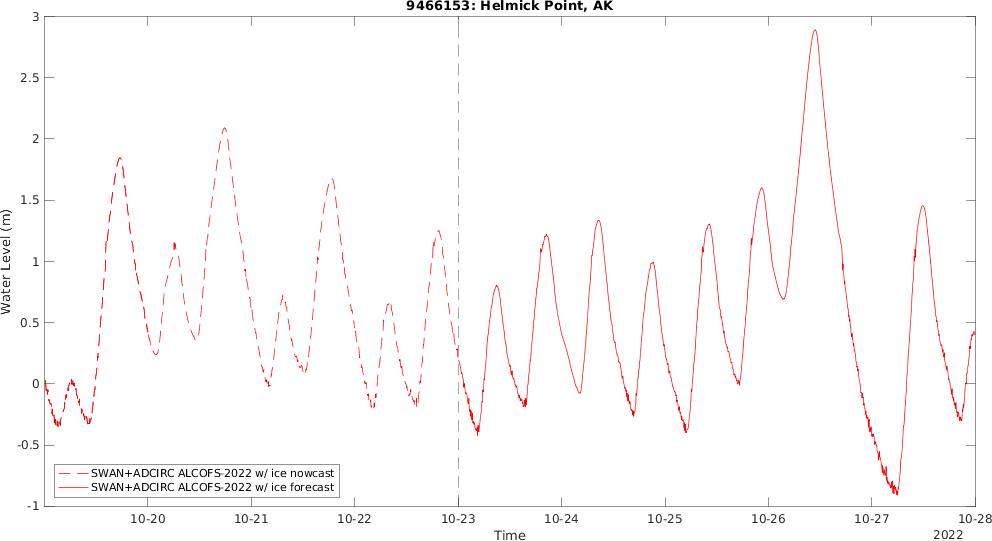 9466153: Helmick Point, AK
3
2.5
2
1.5
1
0.5
0
-0.5
-1
Water Level (m)
SWAN+ADCIRC ALCOFS-2022 w/ ice nowcast
SWAN+ADCIRC ALCOFS-2022 w/ ice forecast
10-20 10-21 10-22 10-23 10-24 10-25 10-26 10-27 10-28
Time
2022